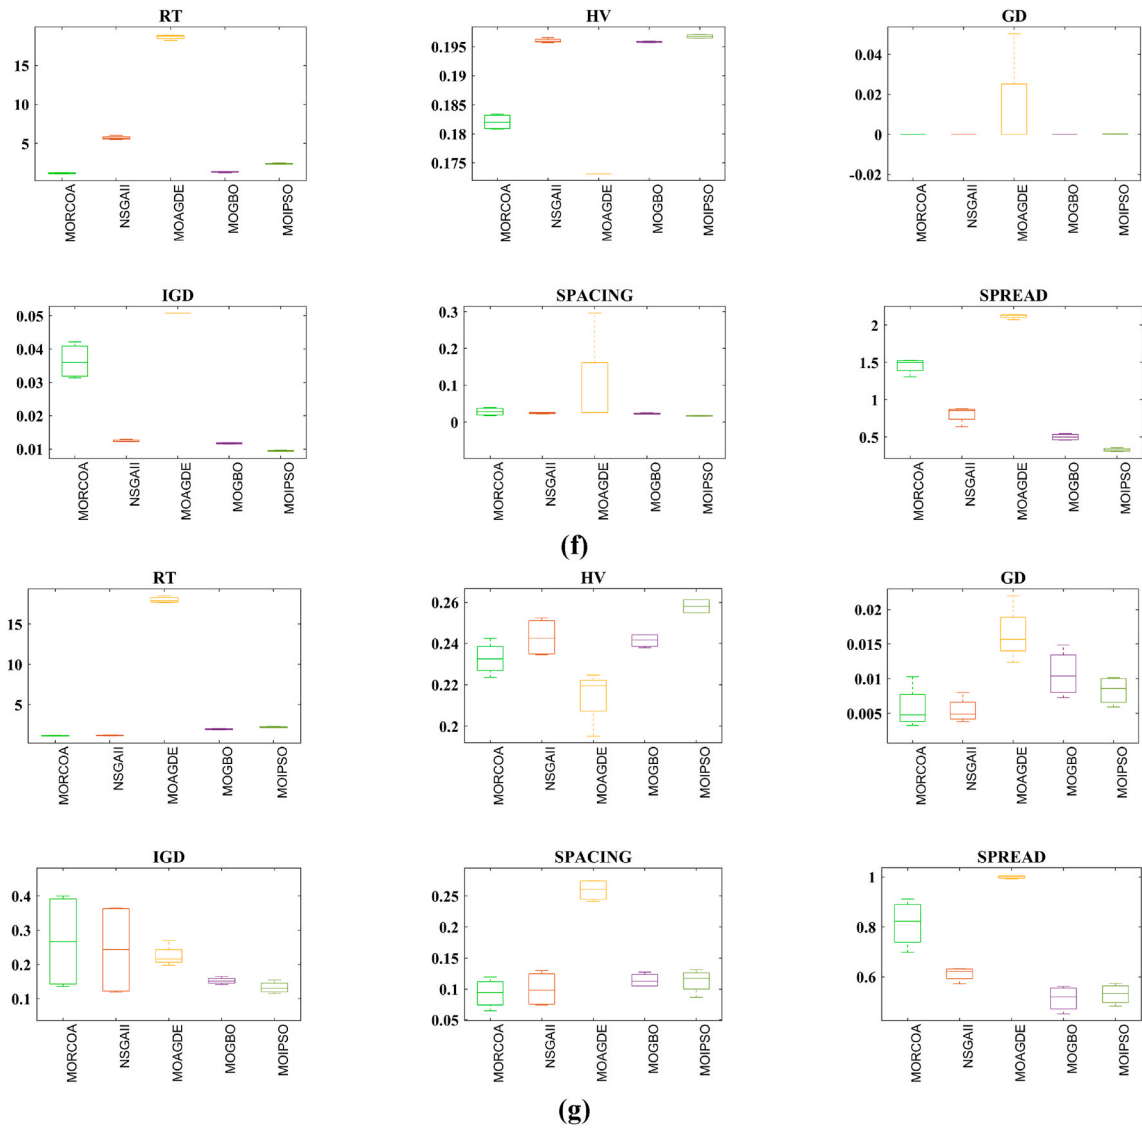 RT
HV
GD
15
10
5
0.195
0.19
0.185
0.18
0.175
0.04
0.02
0
-0.02
MORCOA
NSGAII
MOAGDE
MOGBO
MOIPSO
MORCOA
NSGAII
MOAGDE
MOGBO
MOIPSO
MORCOA
NSGAII
MOAGDE
MOGBO
MOIPSO
IGD
SPACING
SPREAD
0.05
0.04
0.03
0.02
0.01
0.3
0.2
0.1
0
2
1.5
1
0.5
MORCOA
NSGAII
MOAGDE
MOGBO
MOIPSO
MORCOA
NSGAII
MOAGDE
MOGBO
MOIPSO
MORCOA
NSGAII
MOAGDE
MOGBO
MOIPSO
(f)
RT
HV
GD
15
10
5
0.26
0.24
0.22
0.2
0.02
0.015
0.01
0.005
MORCOA
NSGAII
MOAGDE
MOGBO
MOIPSO
MORCOA
NSGAII
MOAGDE
MOGBO
MOIPSO
MORCOA
NSGAII
MOAGDE
MOGBO
MOIPSO
IGD
SPACING
SPREAD
0.4
0.3
0.2
0.1
0.25
0.2
0.15
0.1
0.05
1
0.8
0.6
MORCOA
NSGAII
MOAGDE
MOGBO
MOIPSO
MORCOA
NSGAII
MOAGDE
MOGBO
MOIPSO
MORCOA
NSGAII
MOAGDE
MOGBO
MOIPSO
(g)